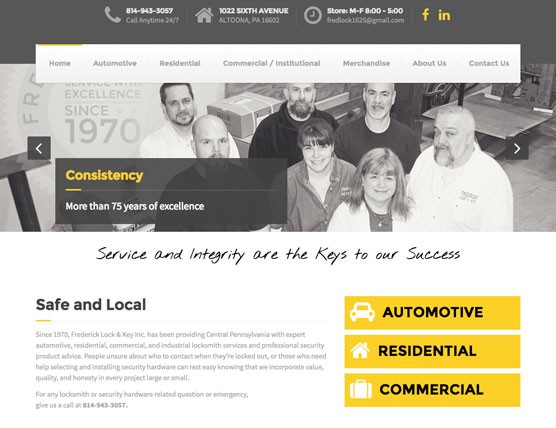 814-943-3057
Call Anytime 24/7
1022 SIXTH AVENUE
ALTOONA, PA 16602
Store: M-F 8:00 - 5:00
fredlock1625@gmail.com
Home
Automotive
Residential
Commercial / Institutional
Merchandise
About Us
Contact Us
SERVICE WITH
EXCELLENCE
SINCE
1970
Consistency
More than 75 years of excellence
Service and Integrity are the Keys to our Success
Safe and Local
Since 1970, Frederick Lock & Key Inc. has been providing Central Pennsylvania with expert
automotive, residential, commercial, and industrial locksmith services and professional security
product advice. People unsure about who to contact when they're locked out, or those who need
help selecting and installing security hardware can rest easy knowing that we incorporate value,
quality, and honesty in every project large or small.
For any locksmith or security hardware related question or emergency,
give us a call at 814-943-3057.
AUTOMOTIVE
RESIDENTIAL
COMMERCIAL